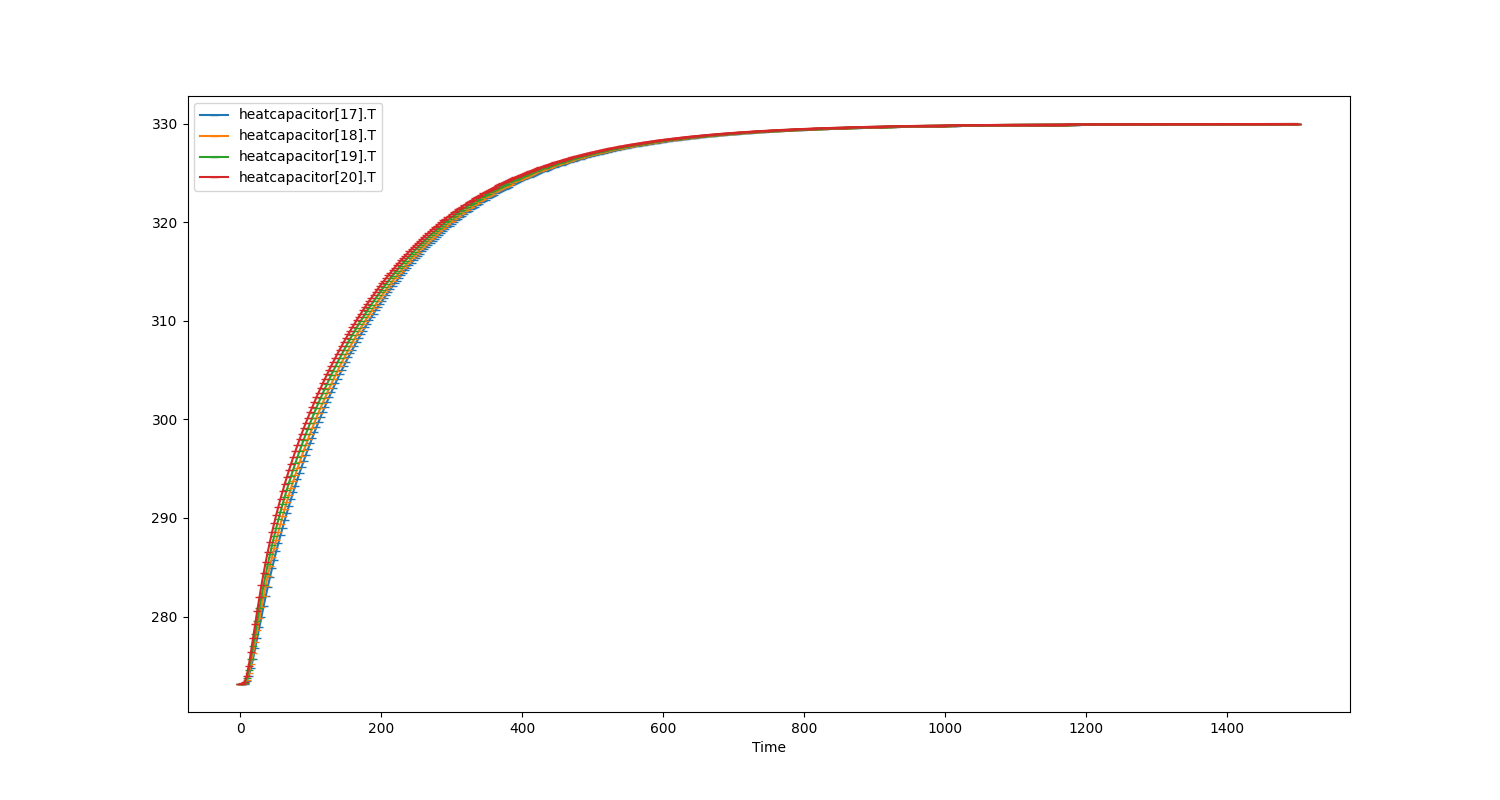 heatcapacitor[17].T
heatcapacitor[18].T
heatcapacitor[19].T
heatcapacitor[20].T
330
320
310
300
290
280
0 200 400 600 800 1000 1200 1400
Time